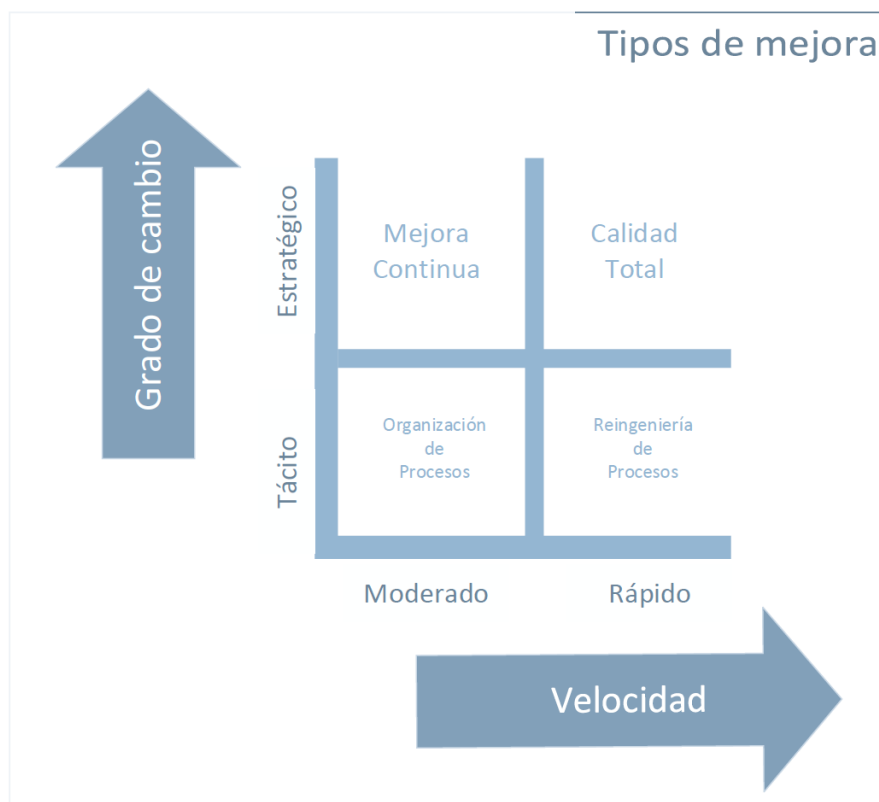 Tipos de mejora
Grado de cambio
Estratégico
Mejora
Continua
Calidad
Total
Tácito
Organización
de
Procesos
Reingeniería
de
Procesos
Moderado
Rápido
Velocidad